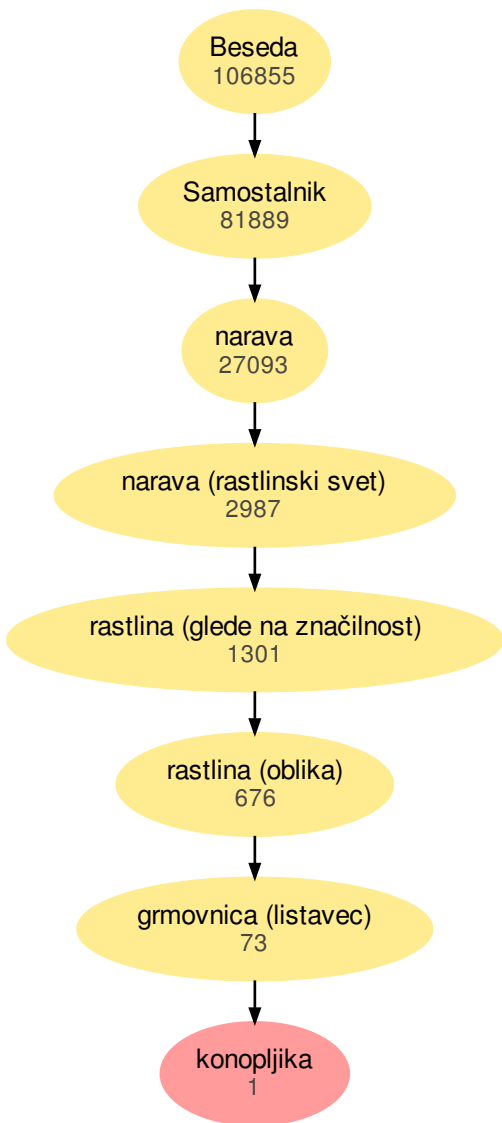 Beseda
106855
Samostalnik
81889
narava
27093
narava (rastlinski svet)
2987
rastlina (glede na značilnost)
1301
rastlina (oblika)
676
grmovnica (listavec)
73
konopljika
1